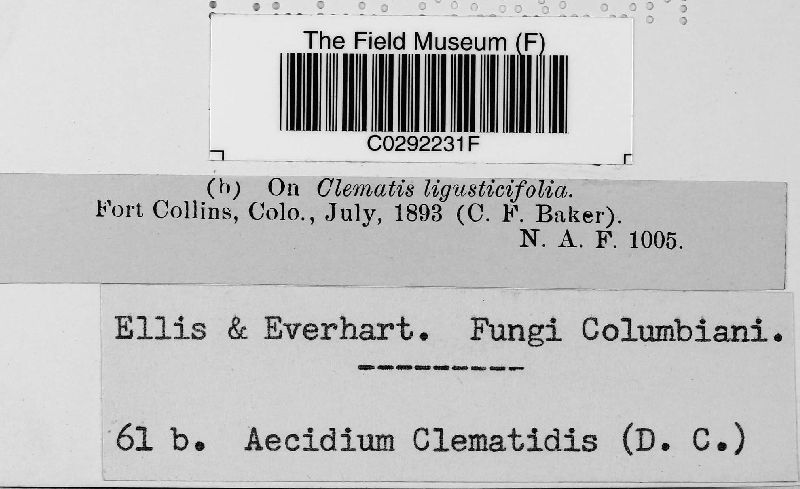 The Field Museum (F)
C0292231F
(b) On Clematis ligusticifolia.
Fort Collins, Colo., July, 1893 (C. F. Baker).
N. A. F. 1005.
Ellis & Everhart. Fungi Columbiani.
61 b. Aecidium Clematidis (D. C.)